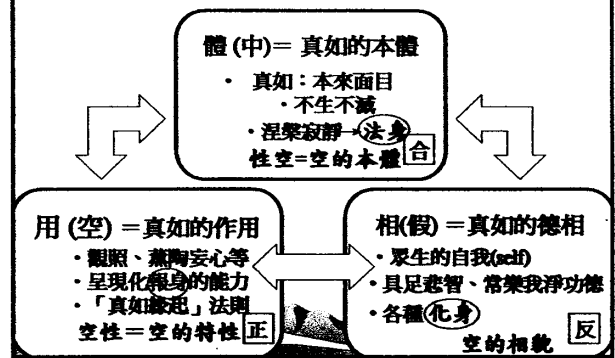 體 (中)＝ 真如的本體
・ 真如：本來面目
・不生不滅
・涅槃寂靜→法身
性空=空的本體 合
用 (空) ＝真如的作用
・觀照、薰陶妄心等
・呈現化報身的能力
・「真如緣起」法則
空性＝空的特性 正
相(假)＝真如的德相
・眾生的自我(self)
・具足悲智、常樂我淨功德
・各種化身
空的相貌 反